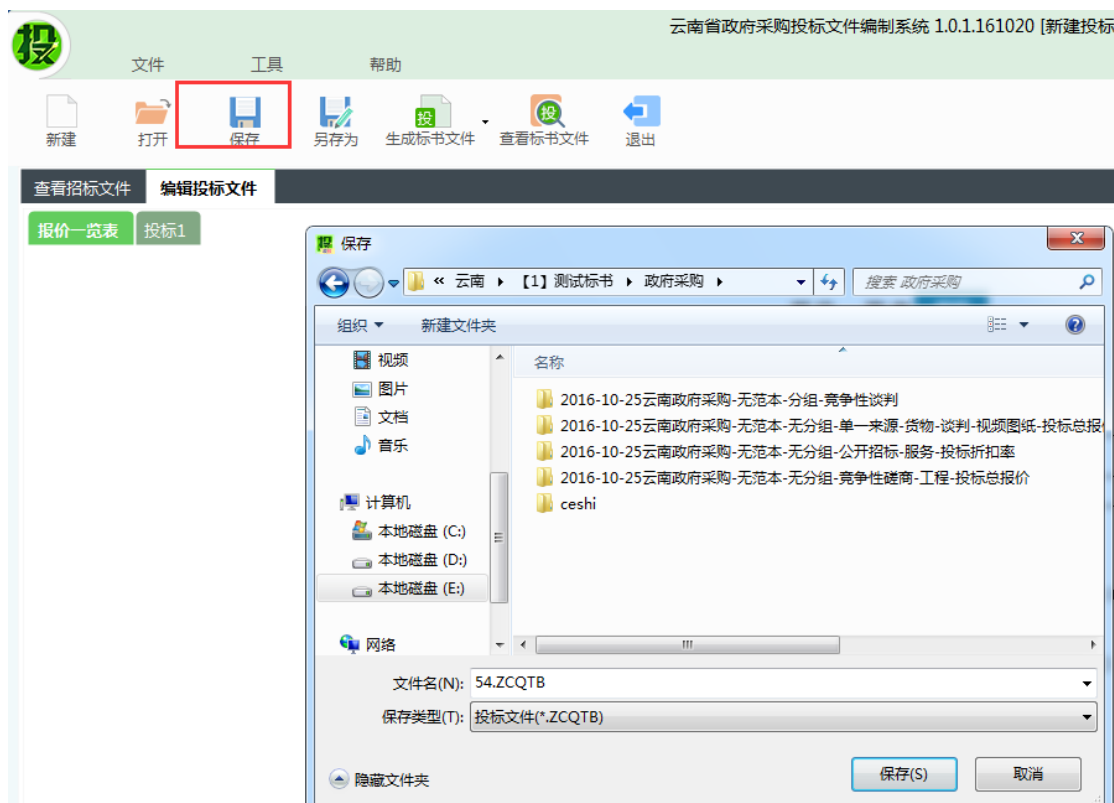 投
云南省政府采购投标文件编制系统 1.0.1.161020 [新建投标
文件 工具 帮助
投 投
新建 打开 保存 另存为 生成标书文件 查看标书文件 退出
查看招标文件 编辑投标文件
报价一览表 投标1
保存
« 云南 【1】测试标书 政府采购 搜索 政府采购
组织 新建文件夹
视频
图片
文档
音乐
计算机
本地磁盘 (C:)
本地磁盘 (D:)
本地磁盘 (E:)
网络
名称
2016-10-25云南政府采购-无范本-分组-竞争性谈判
2016-10-25云南政府采购-无范本-无分组-单一来源-货物-谈判-视频图纸-投标总报
2016-10-25云南政府采购-无范本-无分组-公开招标-服务-投标折扣率
2016-10-25云南政府采购-无范本-无分组-竞争性磋商-工程-投标总报价
ceshi
文件名(N): 54.ZCQTB
保存类型(T): 投标文件(*.ZCQTB)
隐藏文件夹 保存(S) 取消